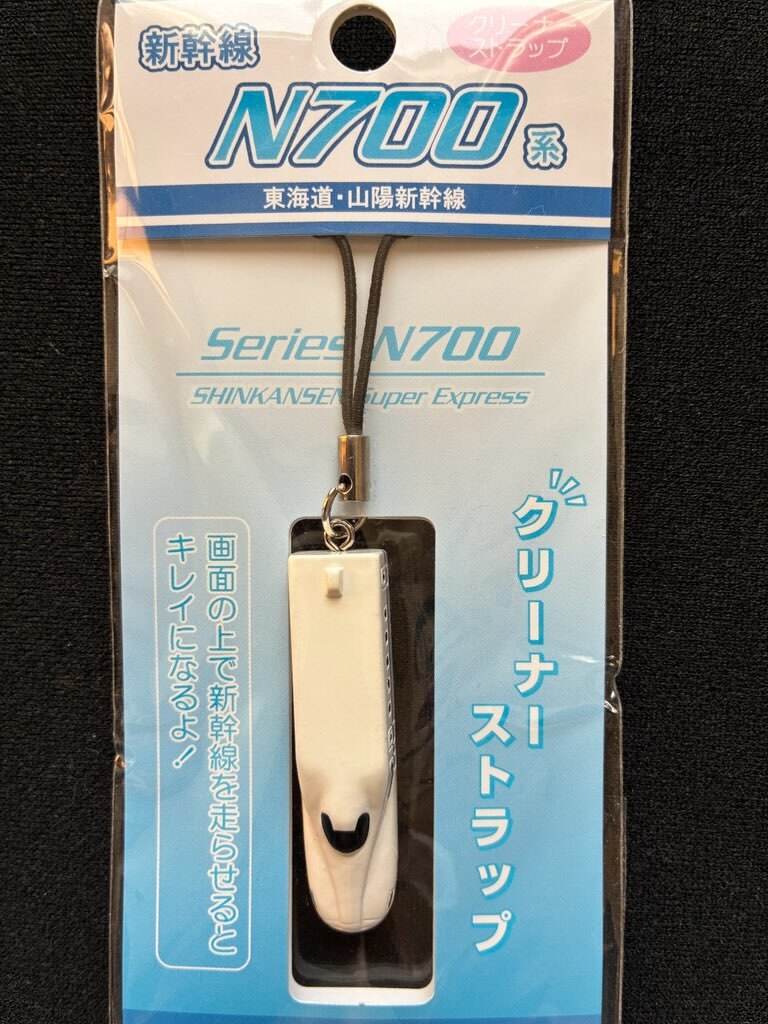 新幹線
クリーナー
ストラップ
N700系
東海道・山陽新幹線
Series N700
SHINKANSEN Super Express
クリーナー
ストラップ
画面の上で新幹線を走らせると
キレイになるよ！